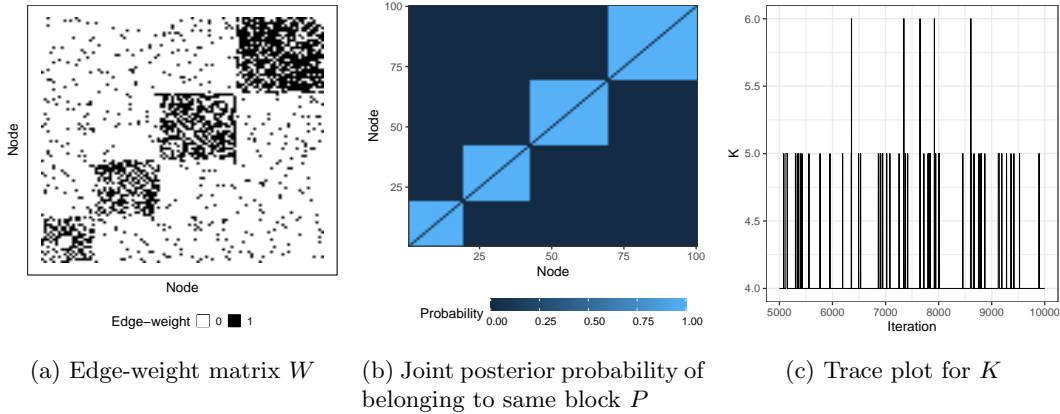 Node
Node
Edge−weight 0 1
(a) Edge-weight matrix W
100
75
50
25
Node
25 50 75 100
Node
Probability
0.00 0.25 0.50 0.75 1.00
(b) Joint posterior probability of
belonging to same block P
6.0
5.5
5.0
4.5
4.0
K
5000 6000 7000 8000 9000 10000
Iteration
(c) Trace plot for K